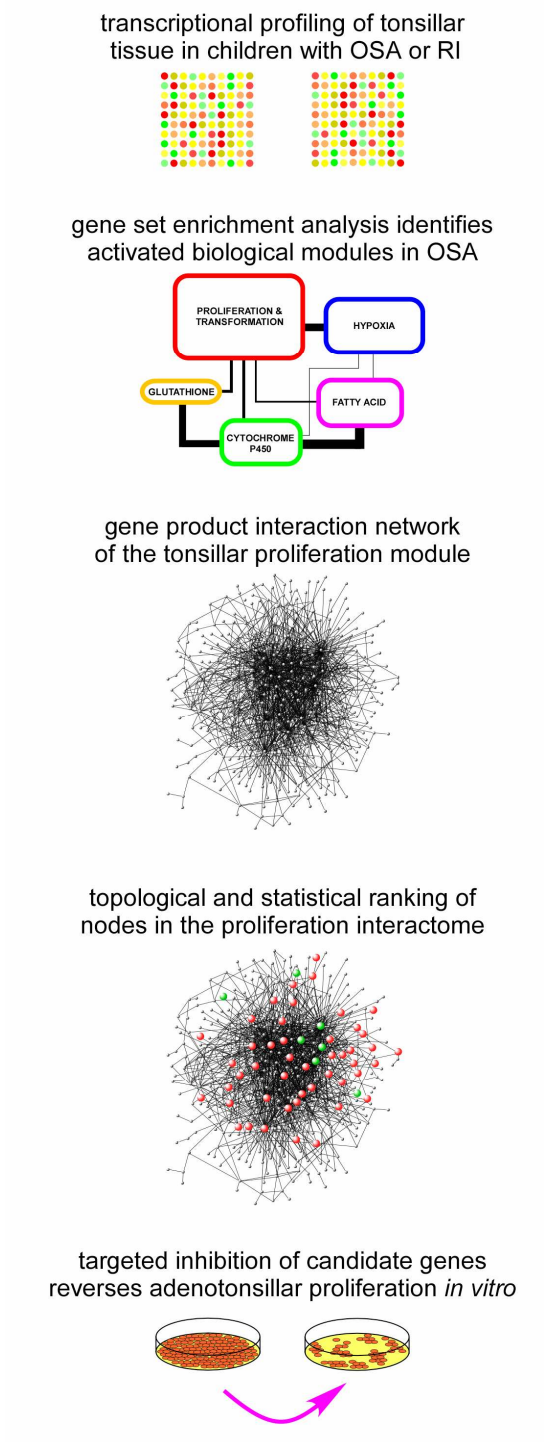 transcriptional profiling of tonsillar
tissue in children with OSA or RI
gene set enrichment analysis identifies
activated biological modules in OSA
PROLIFERATION &
TRANSFORMATION
HYPOXIA
GLUTATHIONE
FATTY ACID
CYTOCHROME
P450
gene product interaction network
of the tonsillar proliferation module
topological and statistical ranking of
nodes in the proliferation interactome
targeted inhibition of candidate genes
reverses adenotonsillar proliferation in vitro